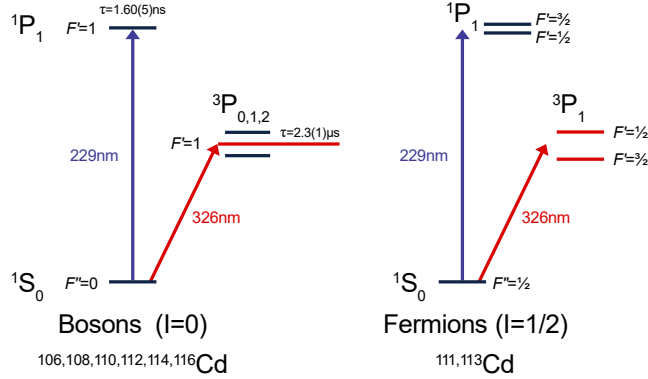 ¹P₁ F'=1 τ=1.60(5)ns
229nm
³P₀,₁,₂
F'=1 τ=2.3(1)µs
326nm
¹S₀ F''=0
Bosons (I=0)
¹⁰⁶,¹⁰⁸,¹¹⁰,¹¹²,¹¹⁴,¹¹⁶Cd
¹P₁ F'=³⁄₂
F'=½
229nm
³P₁
F'=½
F'=³⁄₂
326nm
¹S₀ F''=½
Fermions (I=1/2)
¹¹¹,¹¹³Cd